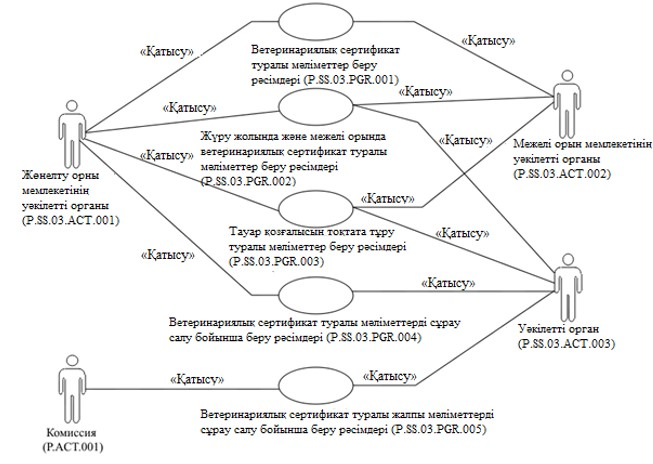 «Қатысу»
«Қатысу»
Ветеринариялық сертификат
туралы мәліметтер беру
рәсімдері (P.SS.03.PGR.001)
«Қатысу»
«Қатысу»
Жүру жолында және межелі орында
ветеринариялық сертификат туралы
мәліметтер беру рәсімдері
(P.SS.03.PGR.002)
«Қатысу»
Жөнелту орны
мемлекетінің
уәкілетті органы
(P.SS.03.ACT.001)
Межелі орын мемлекетінің
уәкілетті органы
(P.SS.03.ACT.002)
«Қатысу»
«Қатысу»
Тауар қозғалысын тоқтата тұру
туралы мәліметтер беру рәсімдері
(P.SS.03.PGR.003)
«Қатысу»
«Қатысу»
«Қатысу»
Ветеринариялық сертификат туралы мәліметтерді сұрау
салу бойынша беру рәсімдері (P.SS.03.PGR.004)
Уәкілетті орган
(P.SS.03.ACT.003)
«Қатысу»
«Қатысу»
Ветеринариялық сертификат туралы жалпы мәліметтерді
сұрау салу бойынша беру рәсімдері (P.SS.03.PGR.005)
Комиссия
(P.ACT.001)